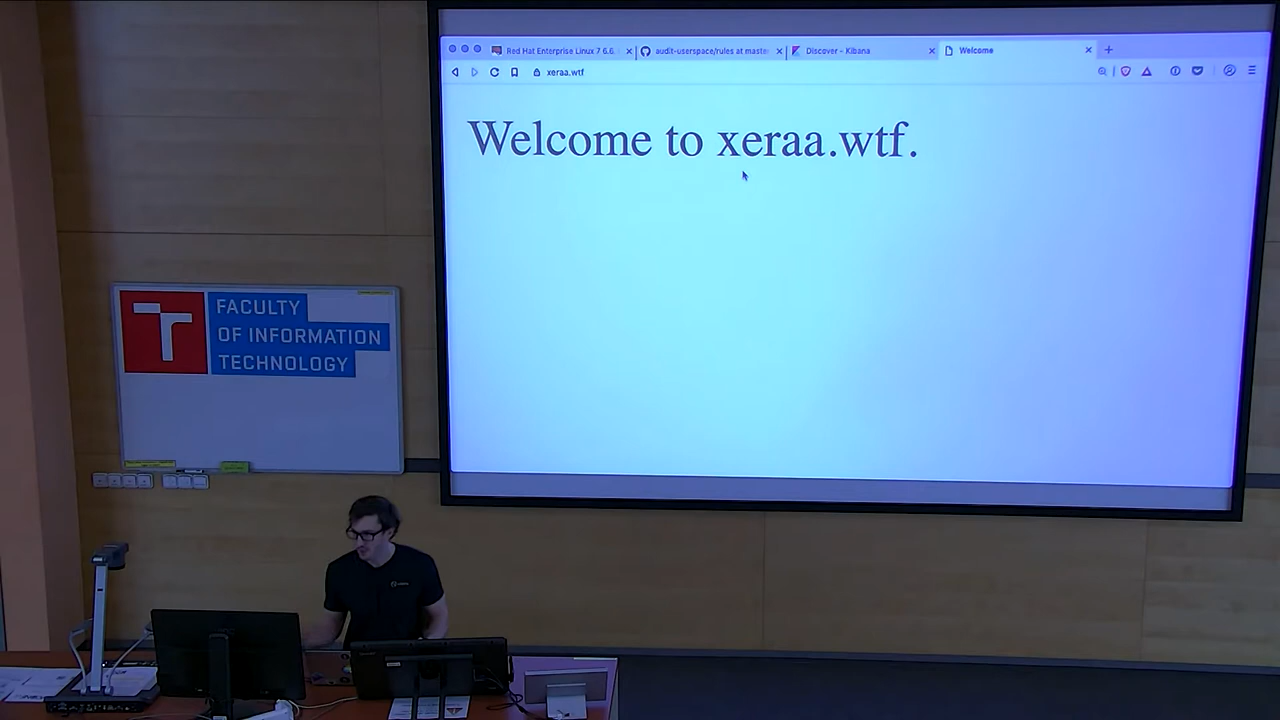 Red Hat Enterprise Linux 7 6.6.
audit-userspace/rules at maste
Discover - Kibana
Welcome
xeraa.wtf
Welcome to xeraa.wtf.
FACULTY
OF INFORMATION
TECHNOLOGY